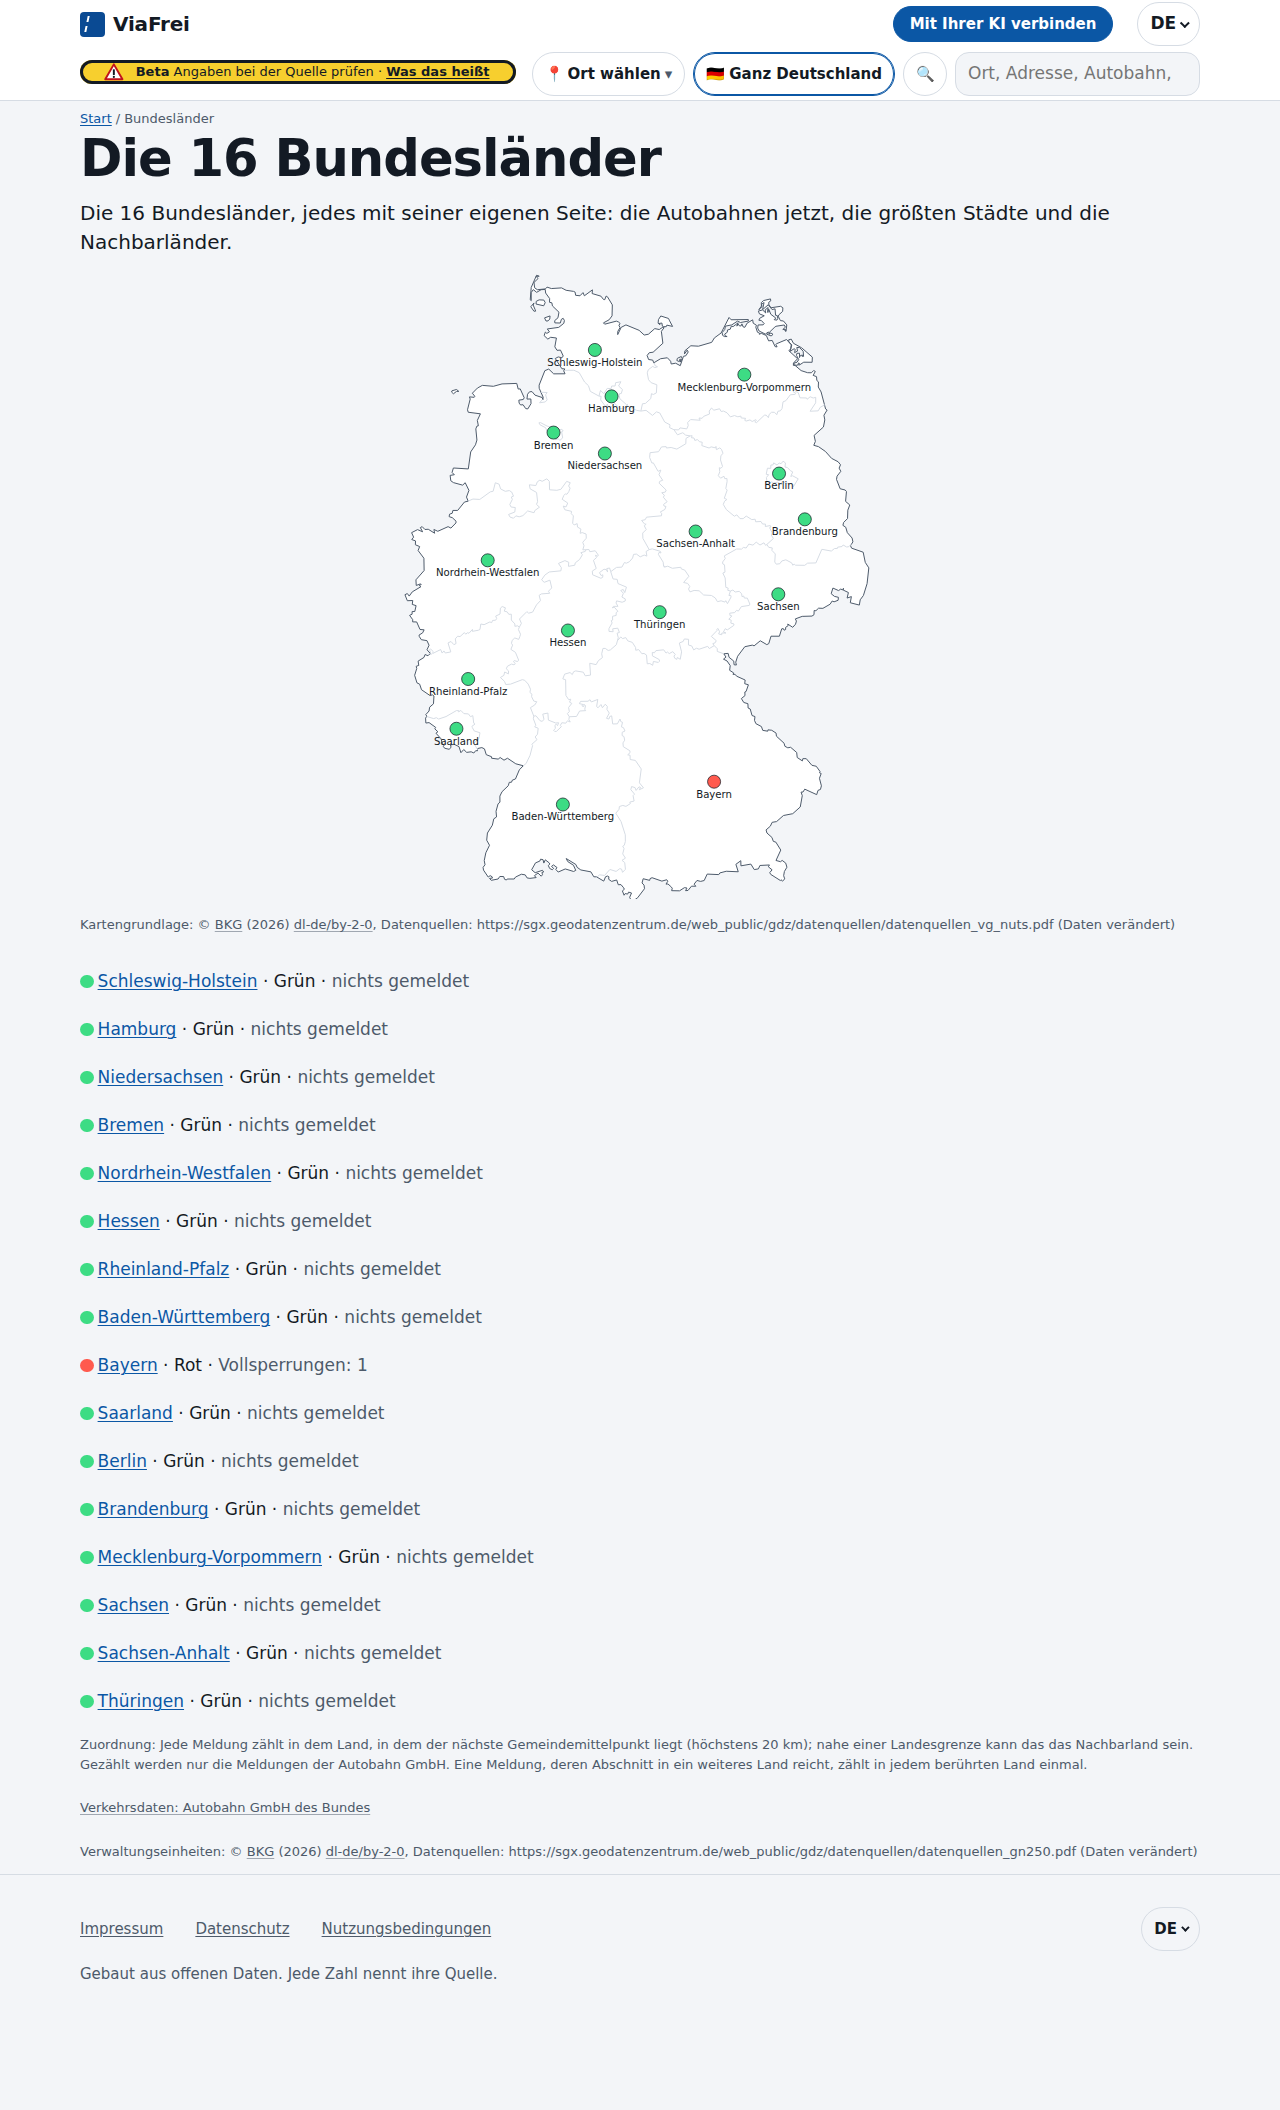 ViaFrei
Mit Ihrer KI verbinden
DE
Beta Angaben bei der Quelle prüfen · Was das heißt
Ort wählen ▾
Ganz Deutschland
Ort, Adresse, Autobahn,
Start / Bundesländer
Die 16 Bundesländer
Die 16 Bundesländer, jedes mit seiner eigenen Seite: die Autobahnen jetzt, die größten Städte und die
Nachbarländer.
Schleswig-Holstein
Mecklenburg-Vorpommern
Hamburg
Bremen
Niedersachsen
Berlin
Brandenburg
Sachsen-Anhalt
Nordrhein-Westfalen
Sachsen
Thüringen
Hessen
Rheinland-Pfalz
Saarland
Bayern
Baden-Württemberg
Kartengrundlage: © BKG (2026) dl-de/by-2-0, Datenquellen: https://sgx.geodatenzentrum.de/web_public/gdz/datenquellen/datenquellen_vg_nuts.pdf (Daten verändert)
Schleswig-Holstein · Grün · nichts gemeldet
Hamburg · Grün · nichts gemeldet
Niedersachsen · Grün · nichts gemeldet
Bremen · Grün · nichts gemeldet
Nordrhein-Westfalen · Grün · nichts gemeldet
Hessen · Grün · nichts gemeldet
Rheinland-Pfalz · Grün · nichts gemeldet
Baden-Württemberg · Grün · nichts gemeldet
Bayern · Rot · Vollsperrungen: 1
Saarland · Grün · nichts gemeldet
Berlin · Grün · nichts gemeldet
Brandenburg · Grün · nichts gemeldet
Mecklenburg-Vorpommern · Grün · nichts gemeldet
Sachsen · Grün · nichts gemeldet
Sachsen-Anhalt · Grün · nichts gemeldet
Thüringen · Grün · nichts gemeldet
Zuordnung: Jede Meldung zählt in dem Land, in dem der nächste Gemeindemittelpunkt liegt (höchstens 20 km); nahe einer Landesgrenze kann das das Nachbarland sein.
Gezählt werden nur die Meldungen der Autobahn GmbH. Eine Meldung, deren Abschnitt in ein weiteres Land reicht, zählt in jedem berührten Land einmal.
Verkehrsdaten: Autobahn GmbH des Bundes
Verwaltungseinheiten: © BKG (2026) dl-de/by-2-0, Datenquellen: https://sgx.geodatenzentrum.de/web_public/gdz/datenquellen/datenquellen_gn250.pdf (Daten verändert)
Impressum
Datenschutz
Nutzungsbedingungen
DE
Gebaut aus offenen Daten. Jede Zahl nennt ihre Quelle.